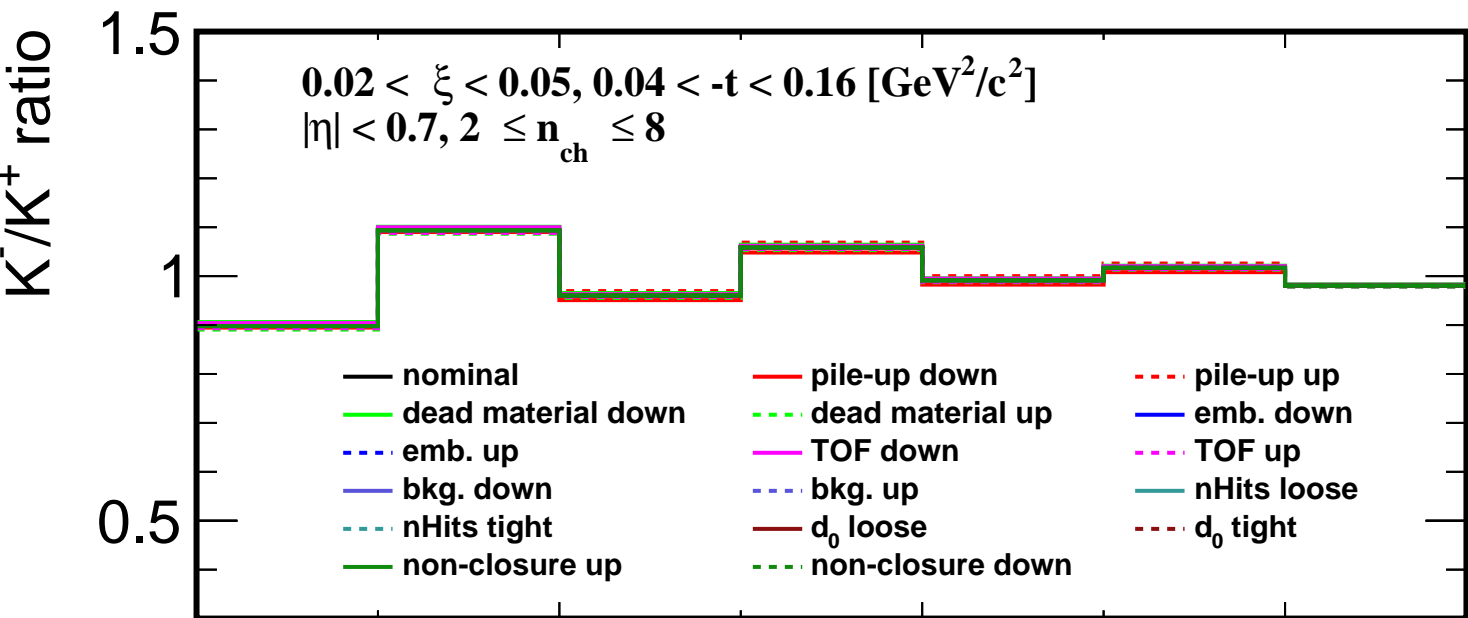 K⁻/K⁺ ratio
1.5
1
0.5
0.02 < ξ < 0.05, 0.04 < -t < 0.16 [GeV²/c²]
|η| < 0.7, 2 ≤ n_ch ≤ 8
nominal pile-up down pile-up up
dead material down dead material up emb. down
emb. up TOF down TOF up
bkg. down bkg. up nHits loose
nHits tight d₀ loose d₀ tight
non-closure up non-closure down